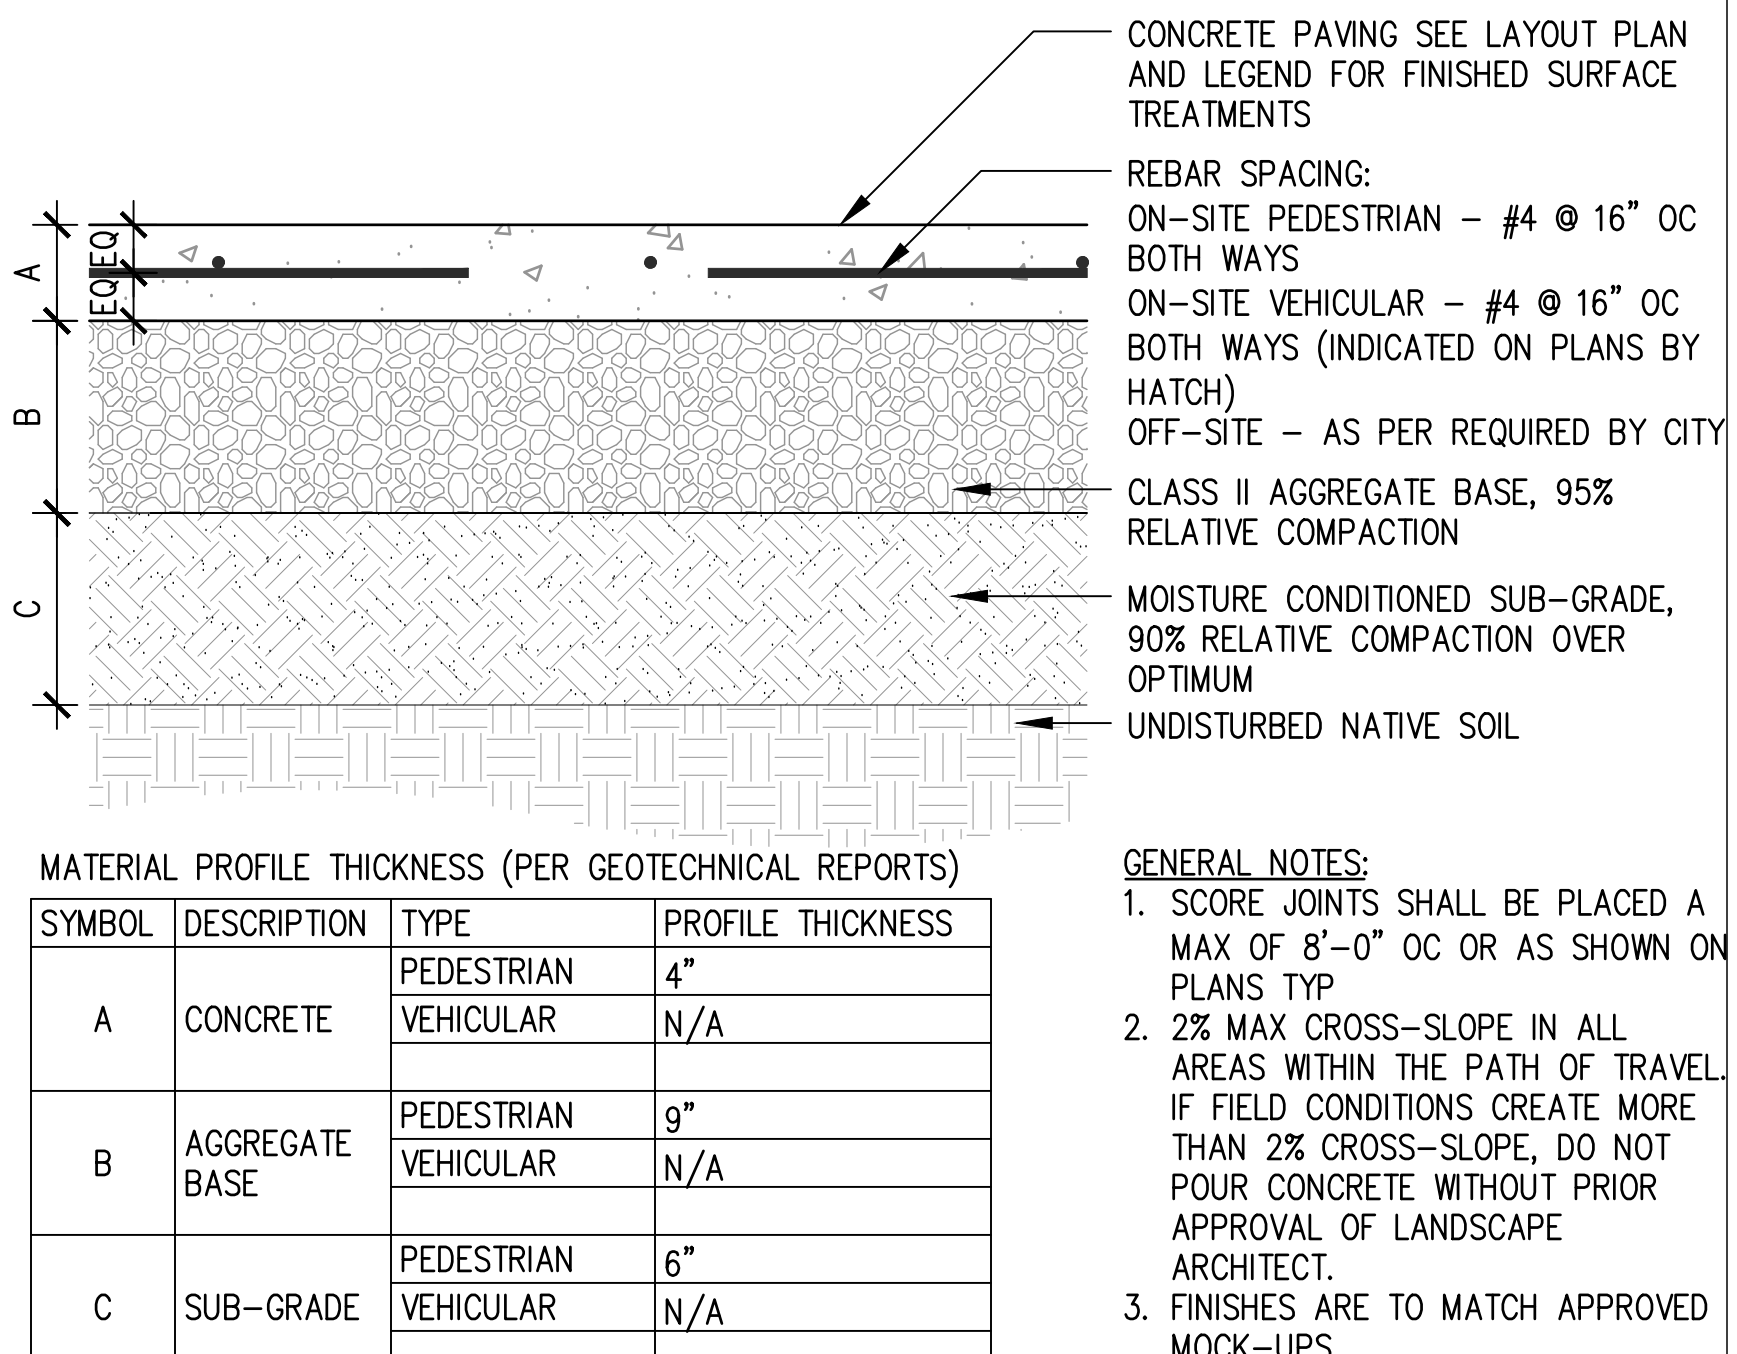 CONCRETE PAVING SEE LAYOUT PLAN
AND LEGEND FOR FINISHED SURFACE
TREATMENTS
REBAR SPACING:
ON-SITE PEDESTRIAN - #4 @ 16" OC
BOTH WAYS
ON-SITE VEHICULAR - #4 @ 16" OC
BOTH WAYS (INDICATED ON PLANS BY
HATCH)
OFF-SITE - AS PER REQUIRED BY CITY
CLASS II AGGREGATE BASE, 95%
RELATIVE COMPACTION
MOISTURE CONDITIONED SUB-GRADE,
90% RELATIVE COMPACTION OVER
OPTIMUM
UNDISTURBED NATIVE SOIL
A
EQ
EQ
B
C
MATERIAL PROFILE THICKNESS (PER GEOTECHNICAL REPORTS)
SYMBOL DESCRIPTION TYPE PROFILE THICKNESS
A CONCRETE
PEDESTRIAN 4"
VEHICULAR N/A
B AGGREGATE
BASE
PEDESTRIAN 9"
VEHICULAR N/A
C SUB-GRADE
PEDESTRIAN 6"
VEHICULAR N/A
GENERAL NOTES:
1. SCORE JOINTS SHALL BE PLACED A
MAX OF 8'-0" OC OR AS SHOWN ON
PLANS TYP
2. 2% MAX CROSS-SLOPE IN ALL
AREAS WITHIN THE PATH OF TRAVEL.
IF FIELD CONDITIONS CREATE MORE
THAN 2% CROSS-SLOPE, DO NOT
POUR CONCRETE WITHOUT PRIOR
APPROVAL OF LANDSCAPE
ARCHITECT.
3. FINISHES ARE TO MATCH APPROVED
MOCK-UPS